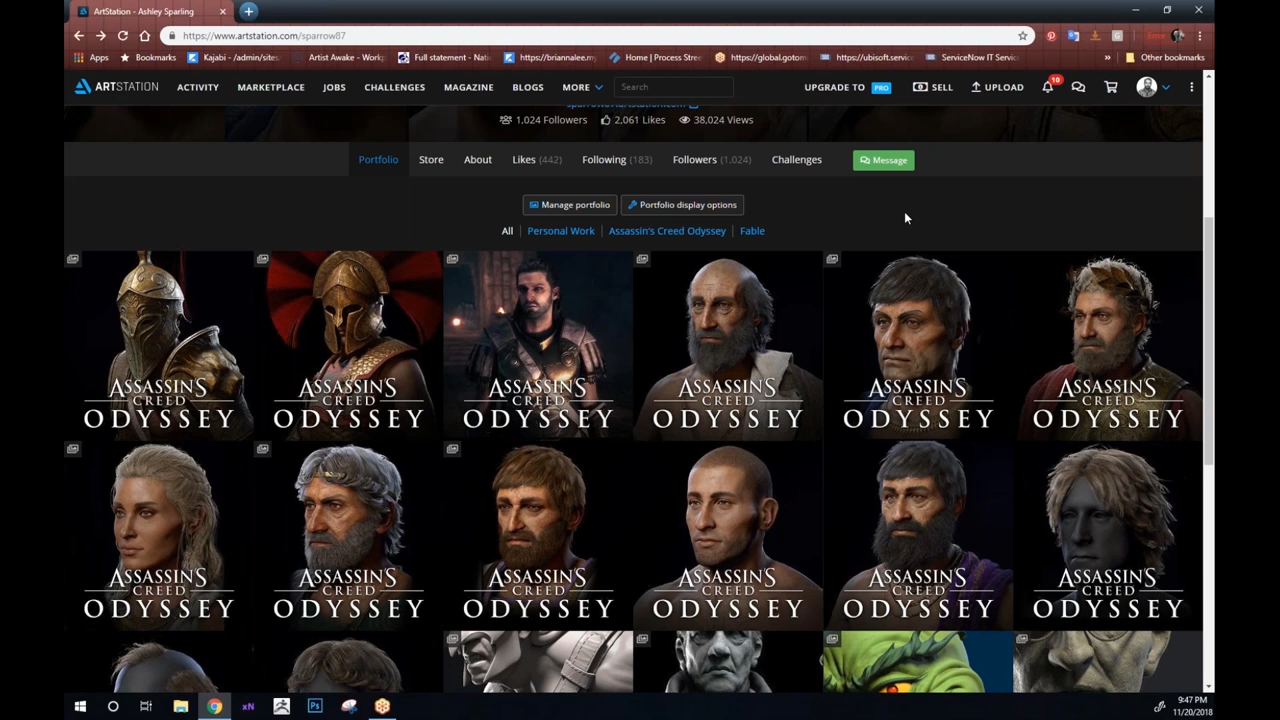 ArtStation - Ashley Sparling
https://www.artstation.com/sparrow87
Apps Bookmarks Kajabi - /admin/sites Artist Awake - Work Full statement - Nati https://briannalee.my Home | Process Stree https://global.gotom https://ubisoft.service ServiceNow IT Servic » Other bookmarks
ARTSTATION ACTIVITY MARKETPLACE JOBS CHALLENGES MAGAZINE BLOGS MORE Search UPGRADE TO PRO SELL UPLOAD 10
1,024 Followers 2,061 Likes 38,024 Views
Portfolio Store About Likes (442) Following (183) Followers (1,024) Challenges Message
Manage portfolio Portfolio display options
All | Personal Work | Assassin's Creed Odyssey | Fable
ASSASSIN'S ASSASSIN'S ASSASSIN'S ASSASSIN'S ASSASSIN'S ASSASSIN'S
CREED CREED CREED CREED CREED CREED
ODYSSEY ODYSSEY ODYSSEY ODYSSEY ODYSSEY ODYSSEY
ASSASSIN'S ASSASSIN'S ASSASSIN'S ASSASSIN'S ASSASSIN'S ASSASSIN'S
CREED CREED CREED CREED CREED CREED
ODYSSEY ODYSSEY ODYSSEY ODYSSEY ODYSSEY ODYSSEY
xN Ps
9:47 PM
11/20/2018